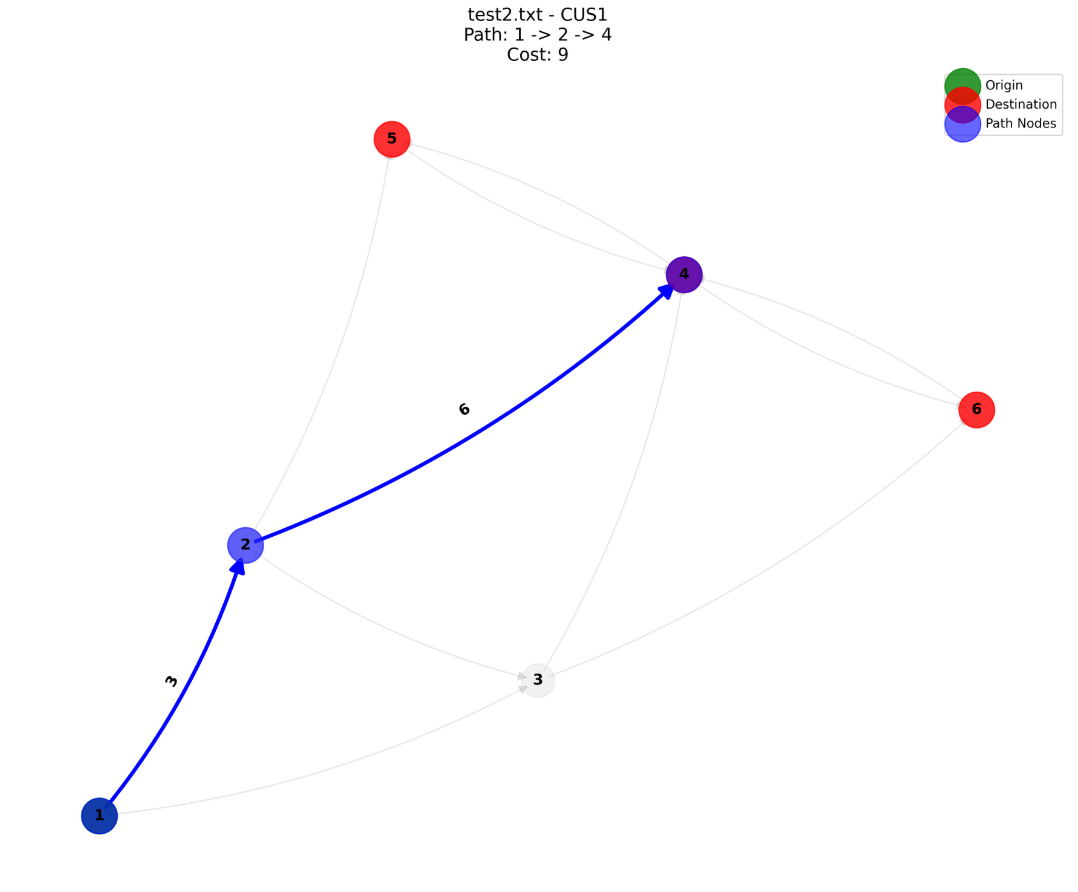 test2.txt - CUS1
Path: 1 -> 2 -> 4
Cost: 9
Origin
Destination
Path Nodes
5
4
6
6
2
3
3
1